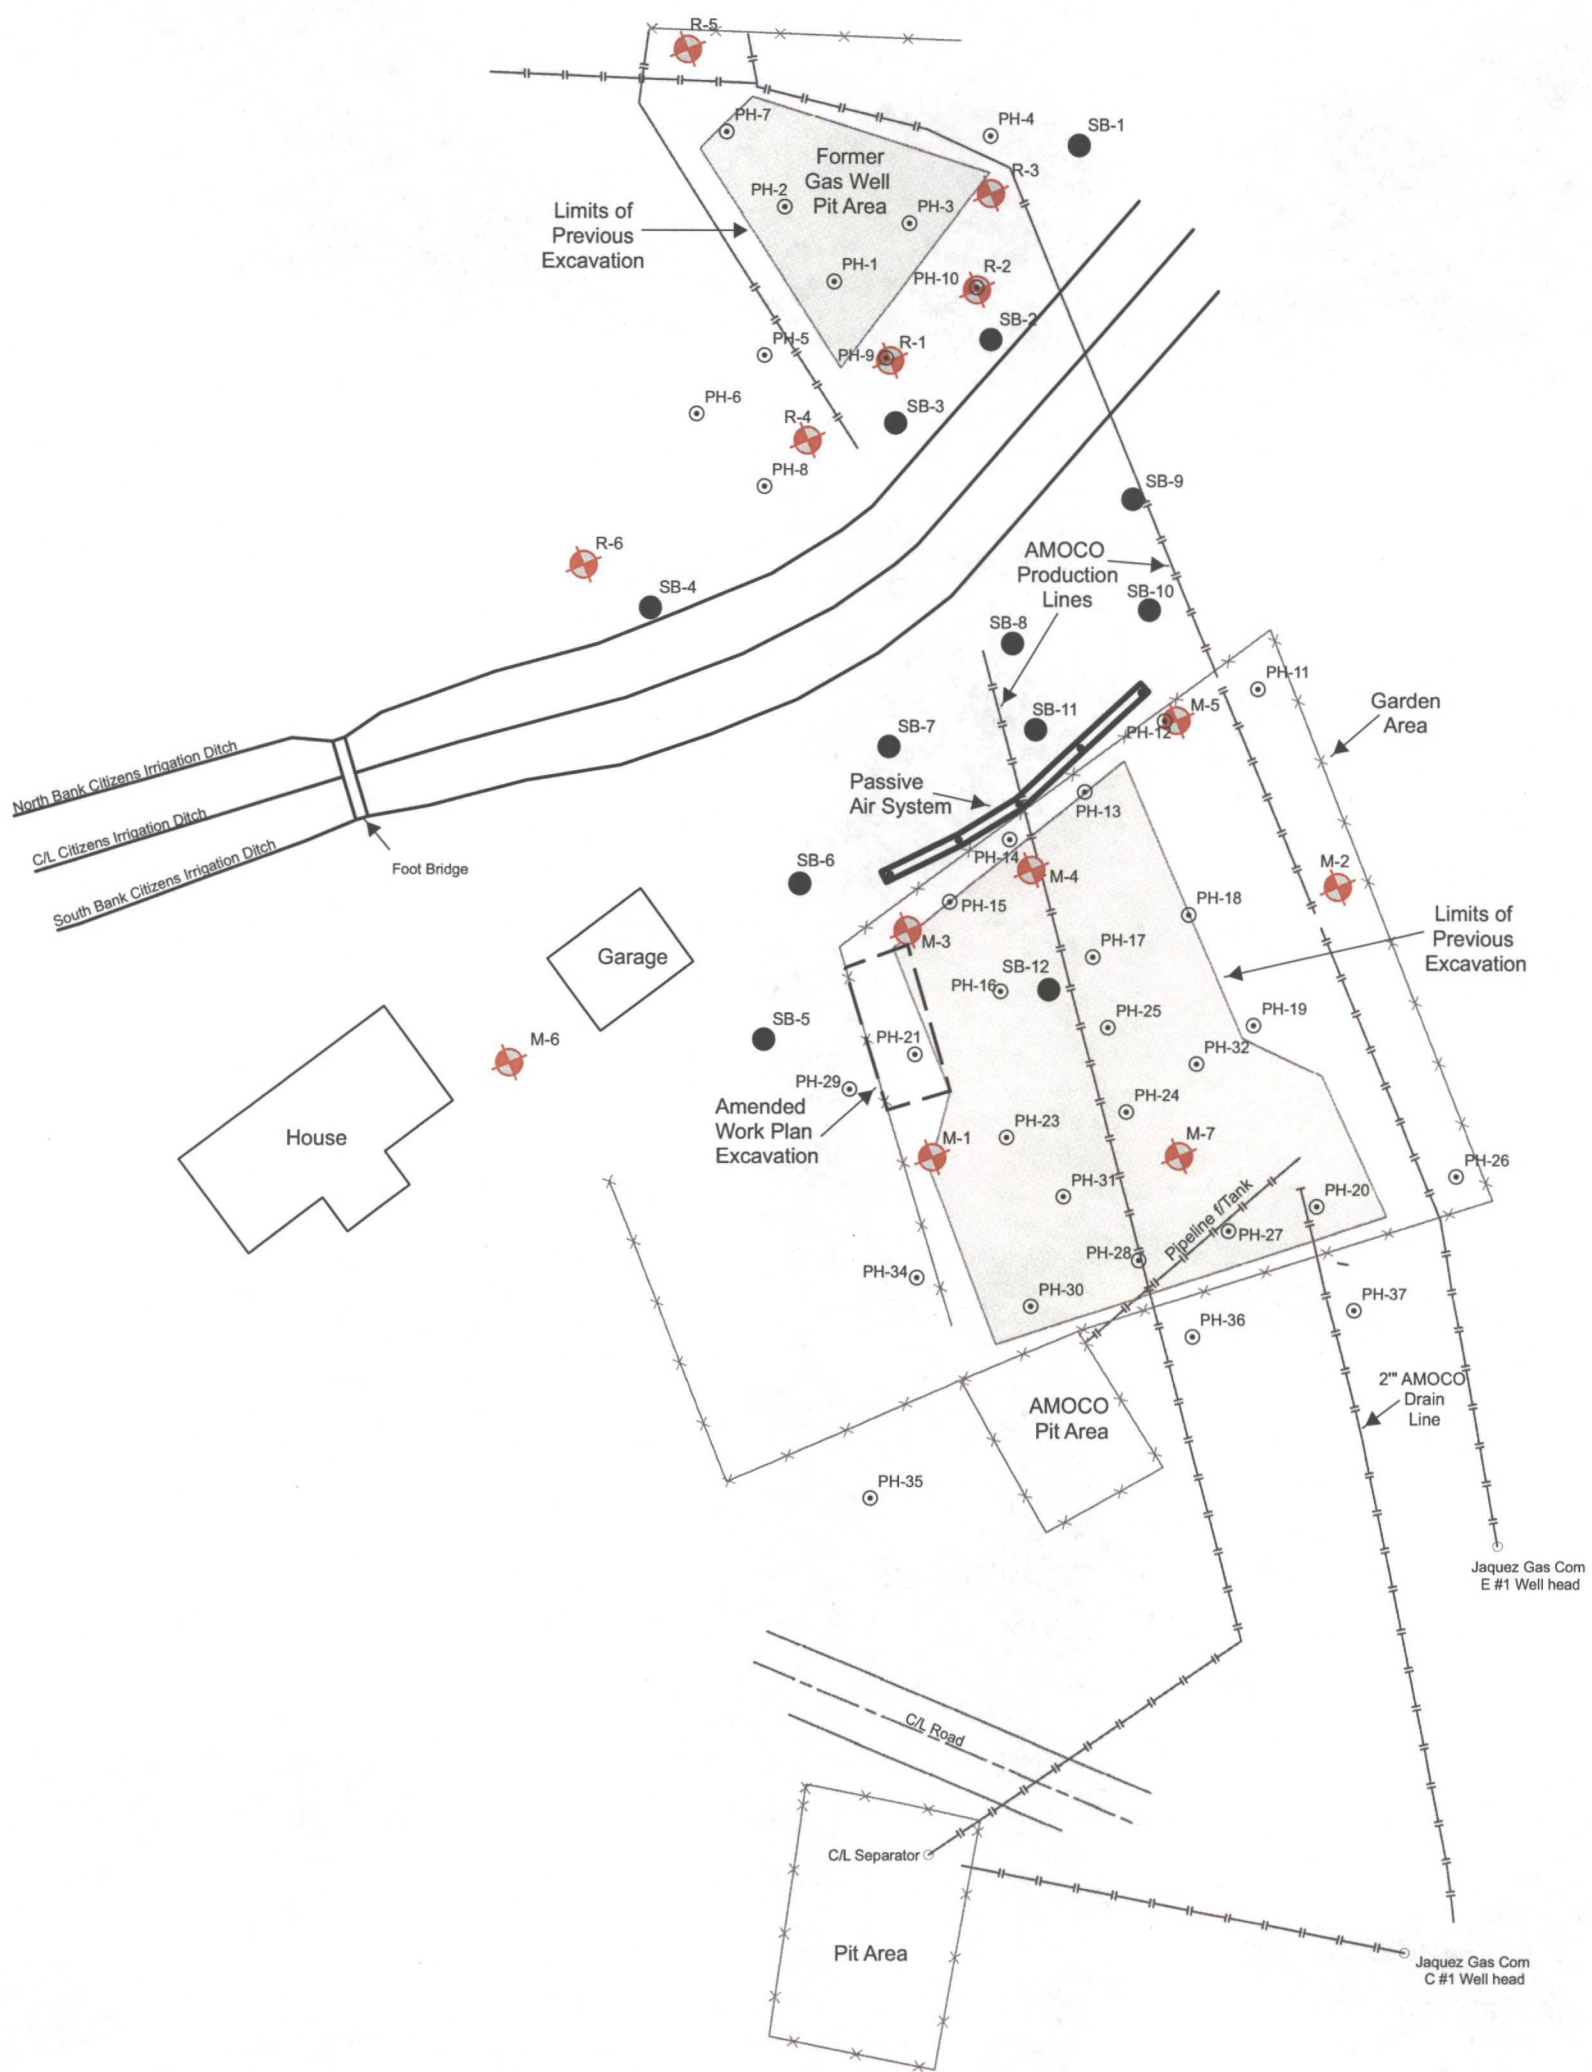 R-5
PH-7
PH-4
SB-1
Former
Gas Well
Pit Area
R-3
PH-2
PH-3
Limits of
Previous
Excavation
PH-1
PH-10
R-2
SB-2
PH-5
PH-9
R-1
PH-6
R-4
SB-3
PH-8
SB-9
R-6
AMOCO
Production
Lines
SB-4
SB-10
SB-8
PH-11
Garden
Area
SB-7
SB-11
M-5
PH-12
North Bank Citizens Irrigation Ditch
C/L Citizens Irrigation Ditch
South Bank Citizens Irrigation Ditch
Foot Bridge
Passive
Air System
PH-13
PH-14
SB-6
M-4
M-2
PH-15
PH-18
M-3
Limits of
Previous
Excavation
Garage
PH-17
SB-12
PH-16
SB-5
PH-25
PH-19
PH-21
PH-32
M-6
PH-29
Amended
Work Plan
Excavation
PH-24
PH-23
House
M-1
M-7
PH-26
PH-31
PH-20
Pipeline f/Tank
PH-27
PH-28
PH-34
PH-30
PH-37
PH-36
2"' AMOCO
Drain
Line
AMOCO
Pit Area
PH-35
Jaquez Gas Com
E #1 Well head
C/L Road
C/L Separator
Pit Area
Jaquez Gas Com
C #1 Well head